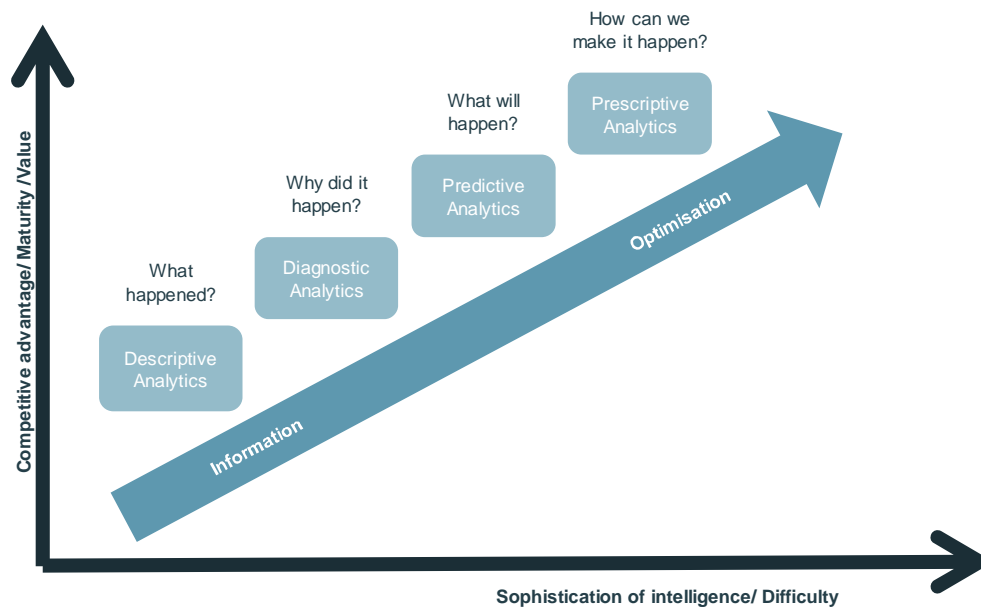 How can we
make it happen?
Prescriptive
Analytics
What will
happen?
Predictive
Analytics
Why did it
happen?
Diagnostic
Analytics
What
happened?
Descriptive
Analytics
Information
Optimisation
Competitive advantage/ Maturity /Value
Sophistication of intelligence/ Difficulty